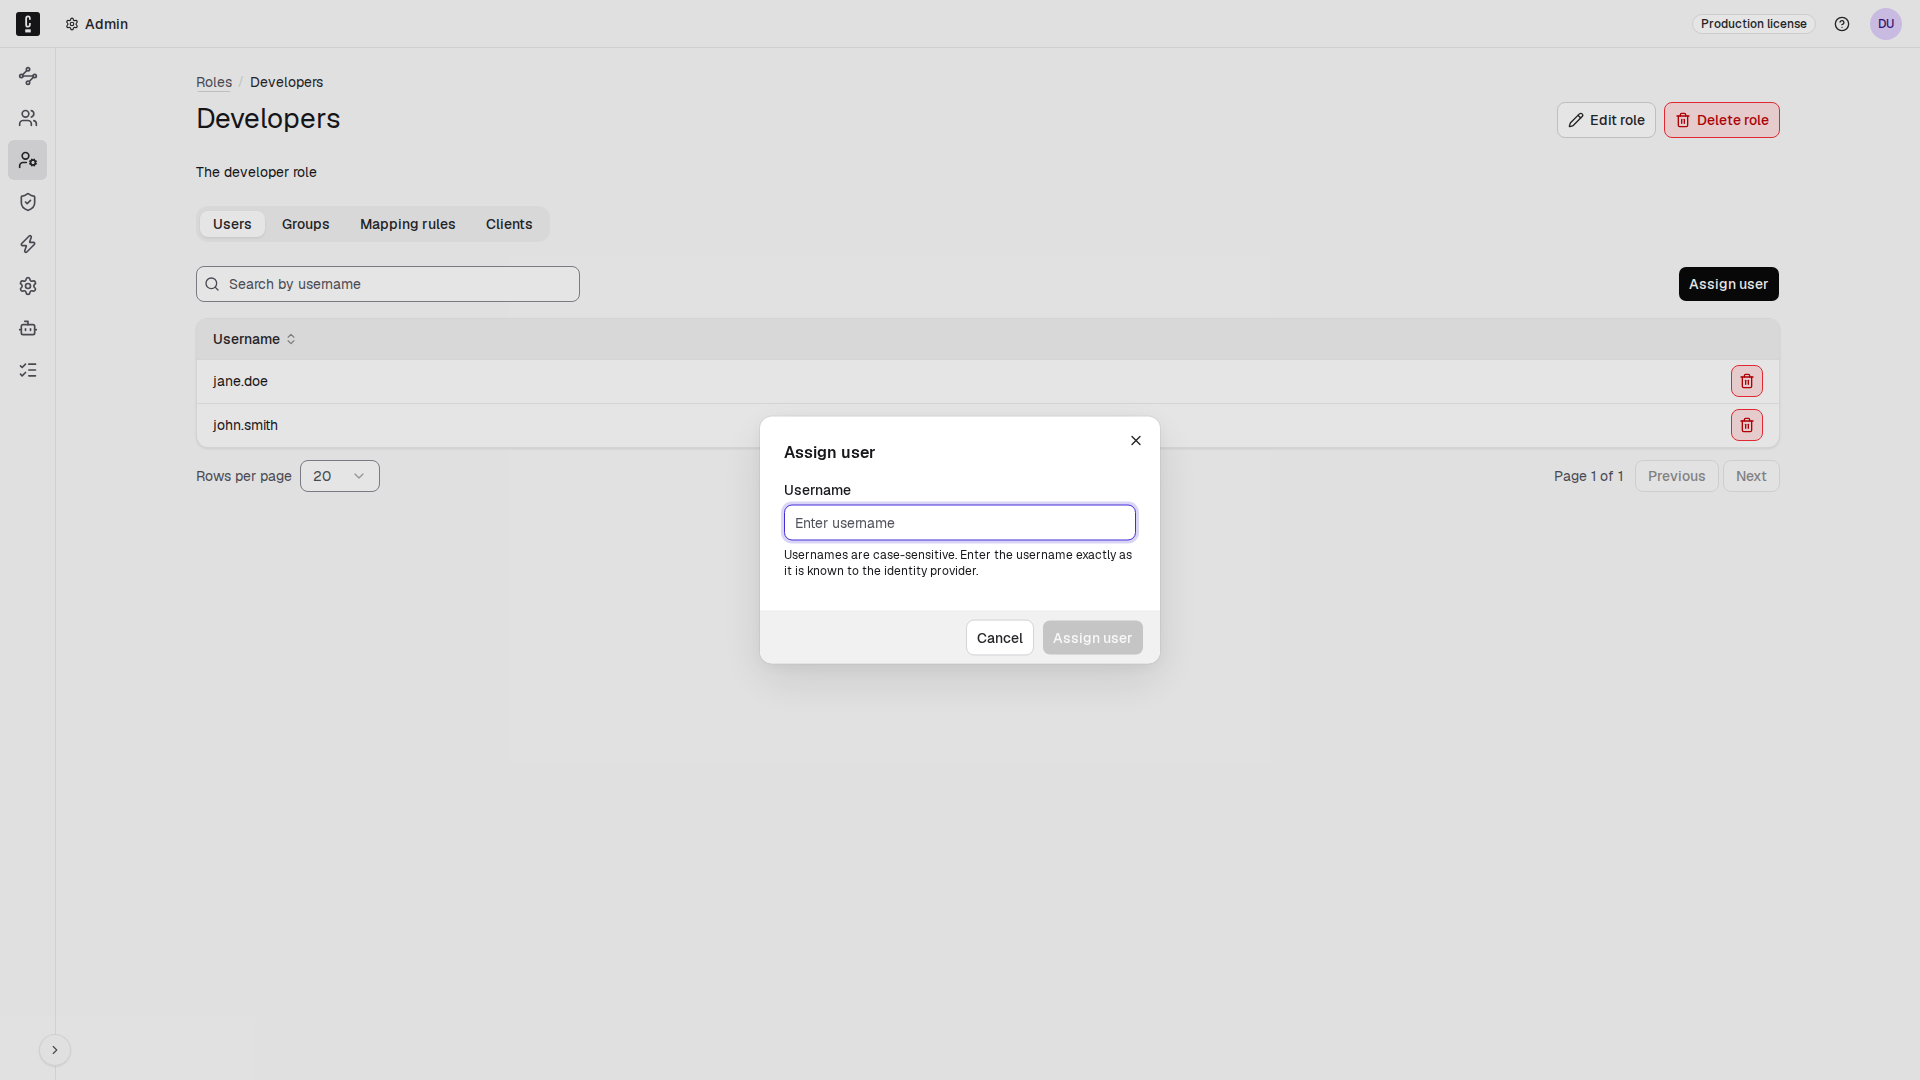 Admin
Production license
DU
Roles / Developers
Developers
Edit role
Delete role
The developer role
Users
Groups
Mapping rules
Clients
Search by username
Assign user
Username
jane.doe
john.smith
Rows per page
20
Page 1 of 1
Previous
Next
Assign user
Username
Enter username
Usernames are case-sensitive. Enter the username exactly as
it is known to the identity provider.
Cancel
Assign user